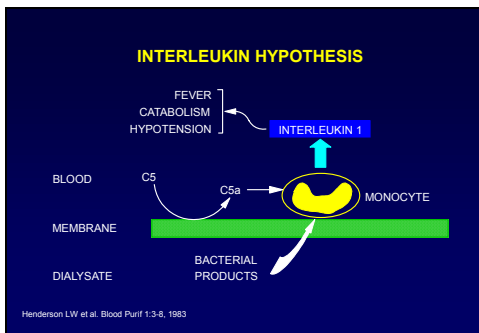 INTERLEUKIN HYPOTHESIS
FEVER
CATABOLISM
HYPOTENSION
INTERLEUKIN 1
BLOOD
C5
C5a
MONOCYTE
MEMBRANE
BACTERIAL
PRODUCTS
DIALYSATE
Henderson LW et al. Blood Purif 1:3-8, 1983